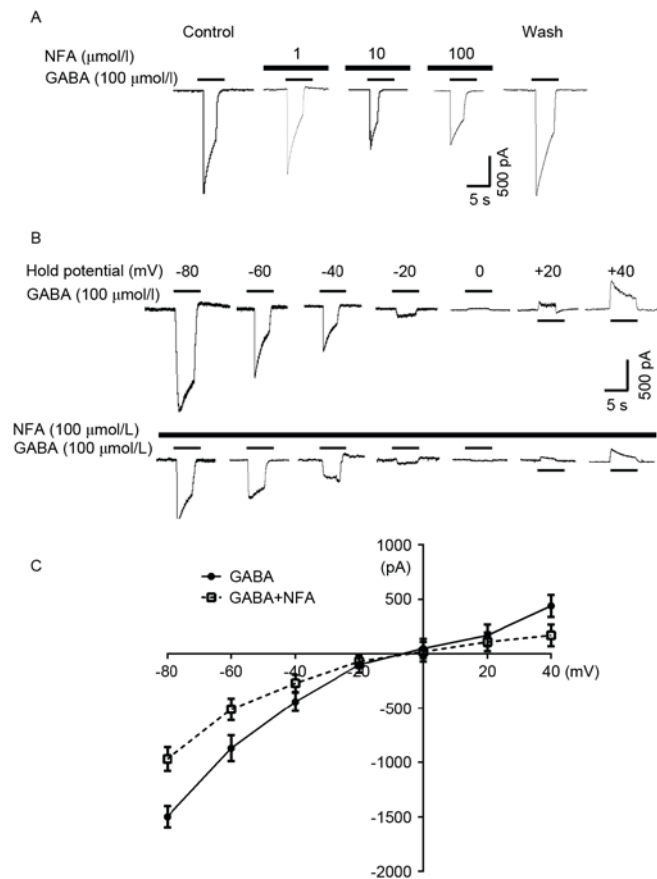 A
Control
Wash
NFA (μmol/l)
1
10
100
GABA (100 μmol/l)
500 pA
5 s
B
Hold potential (mV)
-80
-60
-40
-20
0
+20
+40
GABA (100 μmol/l)
500 pA
5 s
NFA (100 μmol/L)
GABA (100 μmol/L)
C
GABA
GABA+NFA
1000
(pA)
500
-80
-60
-40
-20
0
20
40 (mV)
-500
-1000
-1500
-2000